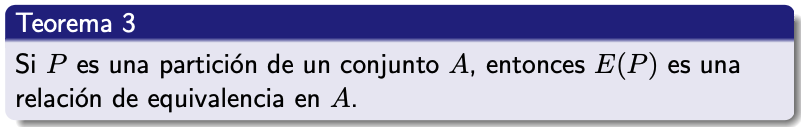 Teorema 3
Si P es una partición de un conjunto A, entonces E(P) es una
relación de equivalencia en A.